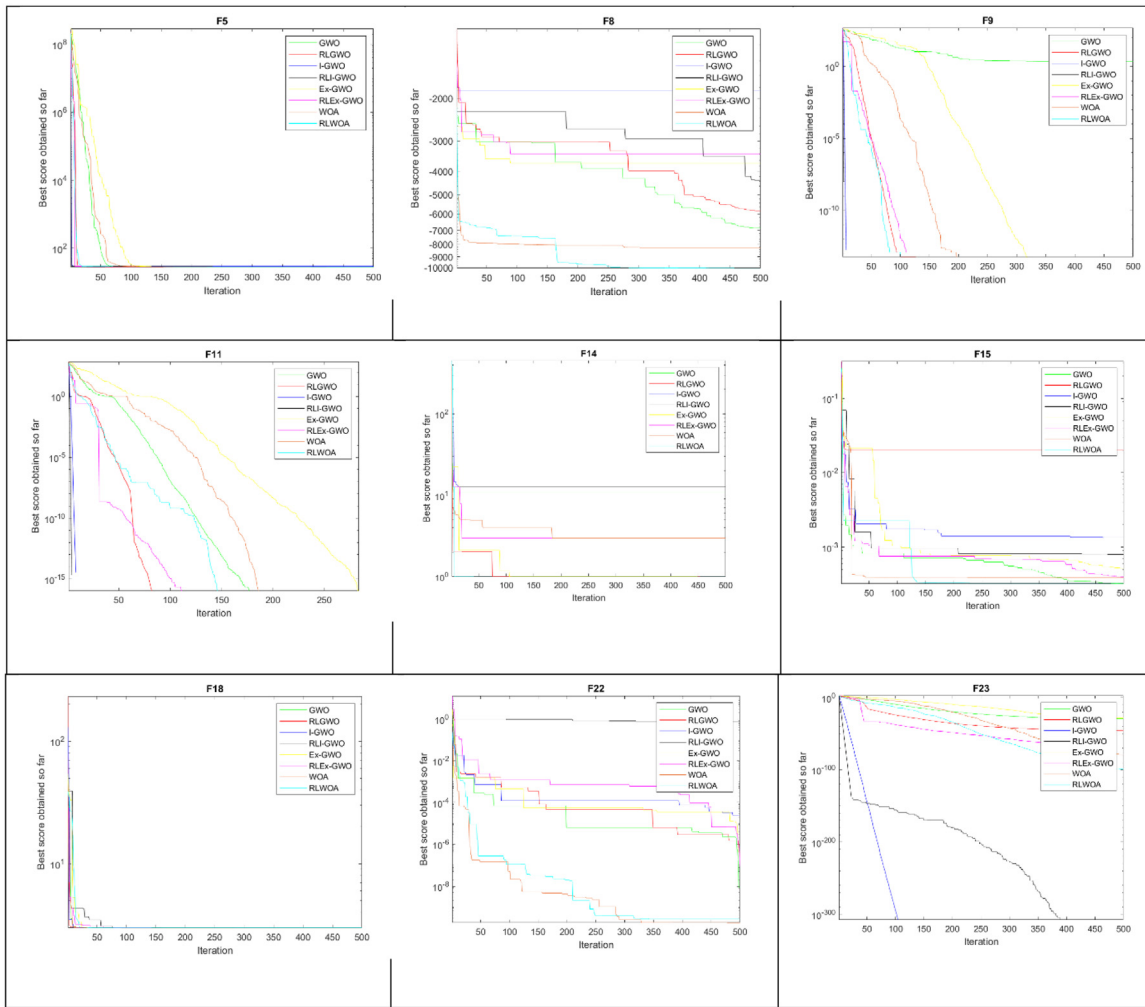 F5
10^8
10^6
10^4
10^2
Best score obtained so far
50 100 150 200 250 300 350 400 450 500
Iteration
GWO
RLGWO
I-GWO
RLI-GWO
Ex-GWO
RLEx-GWO
WOA
RLWOA
F8
-2000
-3000
-4000
-5000
-6000
-7000
-8000
-9000
-10000
Best score obtained so far
50 100 150 200 250 300 350 400 450 500
Iteration
GWO
RLGWO
I-GWO
RLI-GWO
Ex-GWO
RLEx-GWO
WOA
RLWOA
F9
10^0
10^-5
10^-10
Best score obtained so far
50 100 150 200 250 300 350 400 450 500
Iteration
GWO
RLGWO
I-GWO
RLI-GWO
Ex-GWO
RLEx-GWO
WOA
RLWOA
F11
10^0
10^-5
10^-10
10^-15
Best score obtained so far
50 100 150 200 250
Iteration
GWO
RLGWO
I-GWO
RLI-GWO
Ex-GWO
RLEx-GWO
WOA
RLWOA
F14
10^2
10^1
10^0
Best score obtained so far
50 100 150 200 250 300 350 400 450 500
Iteration
GWO
RLGWO
I-GWO
RLI-GWO
Ex-GWO
RLEx-GWO
WOA
RLWOA
F15
10^-1
10^-2
10^-3
Best score obtained so far
50 100 150 200 250 300 350 400 450 500
Iteration
GWO
RLGWO
I-GWO
RLI-GWO
Ex-GWO
RLEx-GWO
WOA
RLWOA
F18
10^2
10^1
Best score obtained so far
50 100 150 200 250 300 350 400 450 500
Iteration
GWO
RLGWO
I-GWO
RLI-GWO
Ex-GWO
RLEx-GWO
WOA
RLWOA
F22
10^0
10^-2
10^-4
10^-6
10^-8
Best score obtained so far
50 100 150 200 250 300 350 400 450 500
Iteration
GWO
RLGWO
I-GWO
RLI-GWO
Ex-GWO
RLEx-GWO
WOA
RLWOA
F23
10^0
10^-100
10^-200
10^-300
Best score obtained so far
50 100 150 200 250 300 350 400 450 500
Iteration
GWO
RLGWO
I-GWO
RLI-GWO
Ex-GWO
RLEx-GWO
WOA
RLWOA